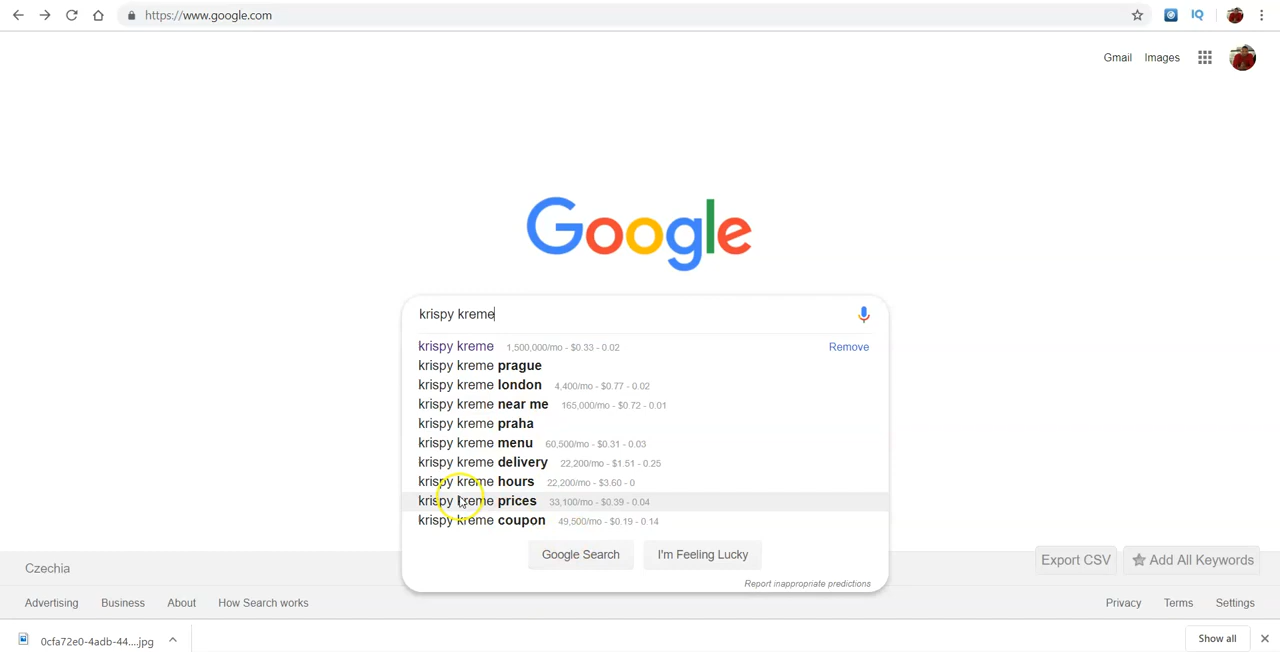 https://www.google.com
IQ
Gmail Images
Google
krispy kreme
krispy kreme 1,500,000/mo - $0.33 - 0.02 Remove
krispy kreme prague
krispy kreme london 4,400/mo - $0.77 - 0.02
krispy kreme near me 165,000/mo - $0.72 - 0.01
krispy kreme praha
krispy kreme menu 60,500/mo - $0.31 - 0.03
krispy kreme delivery 22,200/mo - $1.51 - 0.25
krispy kreme hours 22,200/mo - $3.60 - 0
krispy kreme prices 33,100/mo - $0.39 - 0.04
krispy kreme coupon 49,500/mo - $0.19 - 0.14
Google Search I'm Feeling Lucky
Report inappropriate predictions
Czechia Export CSV Add All Keywords
Advertising Business About How Search works Privacy Terms Settings
0cfa72e0-4adb-44....jpg Show all